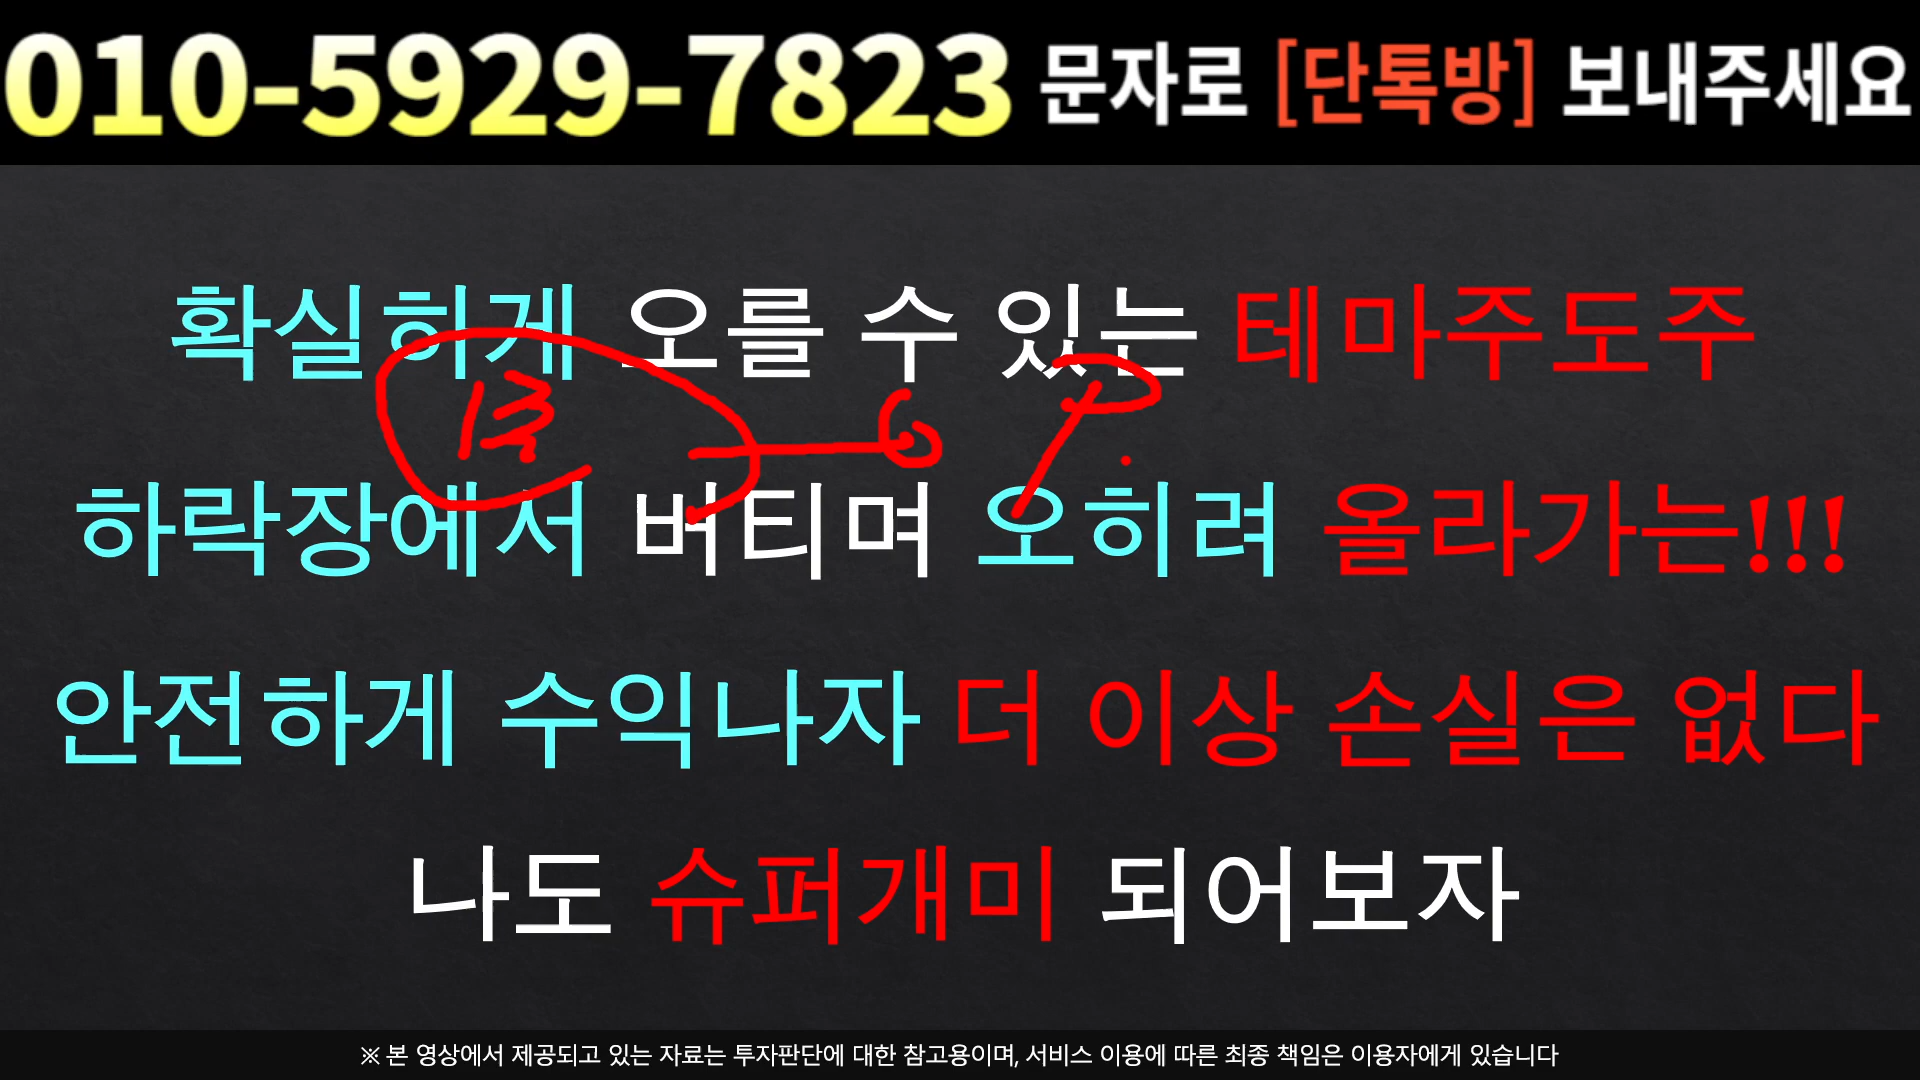 010-5929-7823 문자로 [단톡방] 보내주세요
확실하게 오를 수 있는 테마주도주
하락장에서 버티며 오히려 올라가는!!!
안전하게 수익나자 더 이상 손실은 없다
나도 슈퍼개미 되어보자
※ 본 영상에서 제공되고 있는 자료는 투자판단에 대한 참고용이며, 서비스 이용에 따른 최종 책임은 이용자에게 있습니다